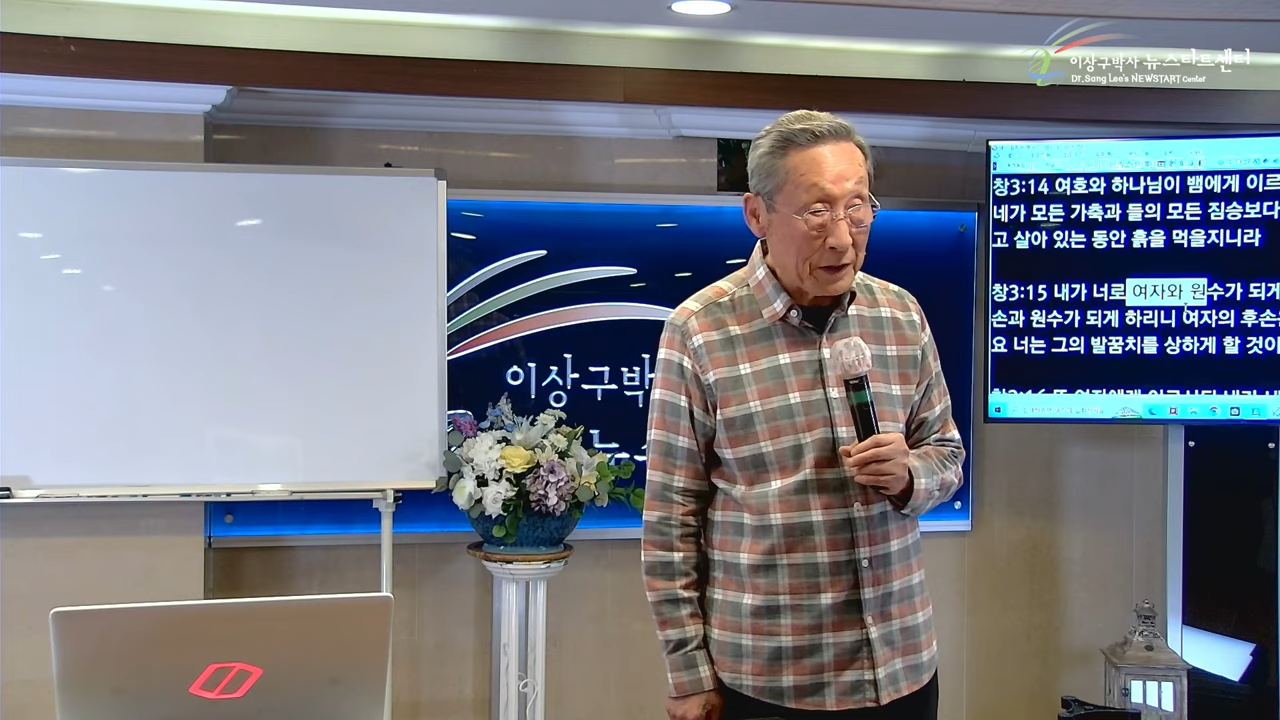 이상구박사 뉴스타트센터
Dr.Sang Lee's NEWSTART Center
창3:14 여호와 하나님이 뱀에게 이르
네가 모든 가축과 들의 모든 짐승보다
고 살아 있는 동안 흙을 먹을지니라
창3:15 내가 너로 여자와 원수가 되게
손과 원수가 되게 하리니 여자의 후손
요 너는 그의 발꿈치를 상하게 할 것이
이상구박
뉴